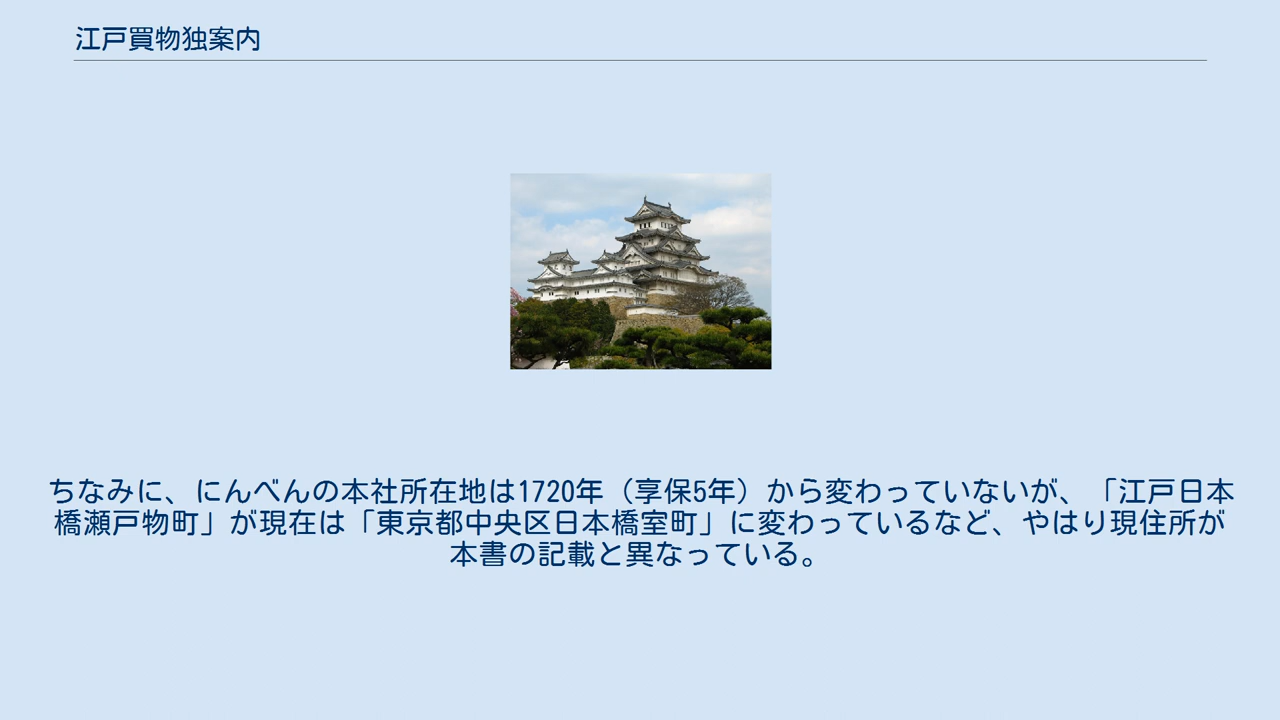 江戸買物独案内
ちなみに、にんべんの本社所在地は1720年（享保5年）から変わっていないが、「江戸日本
橋瀬戸物町」が現在は「東京都中央区日本橋室町」に変わっているなど、やはり現住所が
本書の記載と異なっている。